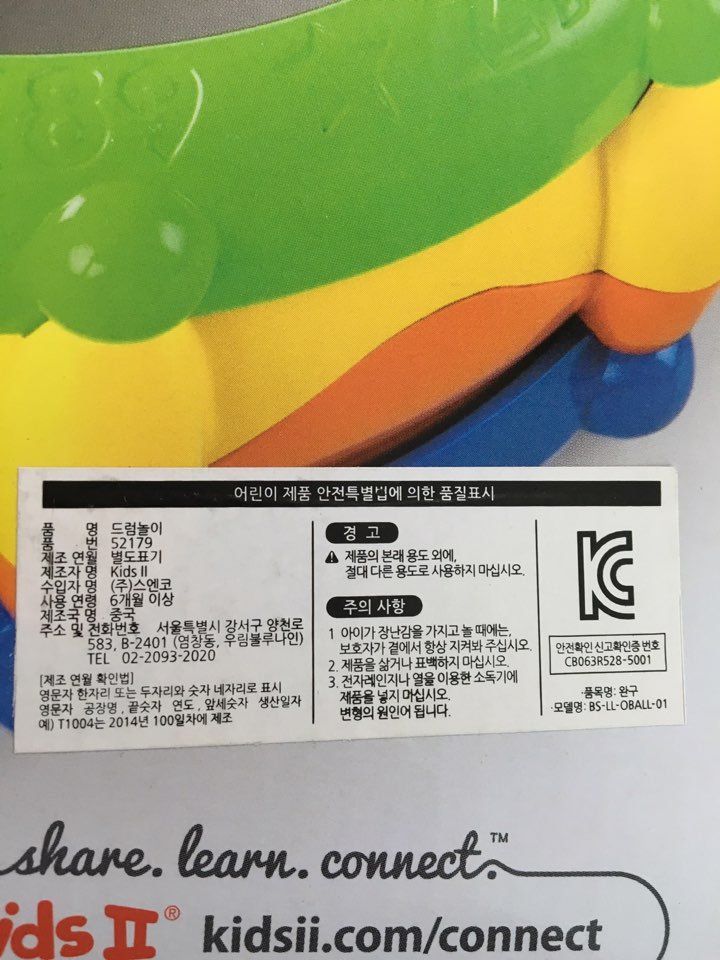 어린이 제품 안전특별법에 의한 품질표시
품 명 드럼놀이
품 번 52179
제조 연월 별도표기
제조자 명 Kids II
수입자 명 (주)스엔코
사용 연령 6개월 이상
제조국 명 중국
주소 및 전화번호 서울특별시 강서구 양천로
583, B-2401 (염창동, 우림블루나인)
TEL 02-2093-2020
[제조 연월 확인법]
영문자 한자리 또는 두자리와 숫자 네자리로 표시
영문자 공장명, 끝숫자 연도, 앞세숫자 생산일자
예) T1004는 2014년 100일차에 제조
경 고
제품의 본래 용도 외에,
절대 다른 용도로 사용하지 마십시오.
주의 사항
1 아이가 장난감을 가지고 놀 때에는,
보호자가 곁에서 항상 지켜봐 주십시오.
2. 제품을 삶거나 표백하지 마십시오.
3. 전자레인지나 열을 이용한 소독기에
제품을 넣지 마십시오.
변형의 원인이 됩니다.
안전확인 신고확인증 번호
CB063R528-5001
·품목명: 완구
·모델명: BS-LL-OBALL-01
share. learn. connect.™
ids II®
kidsii.com/connect